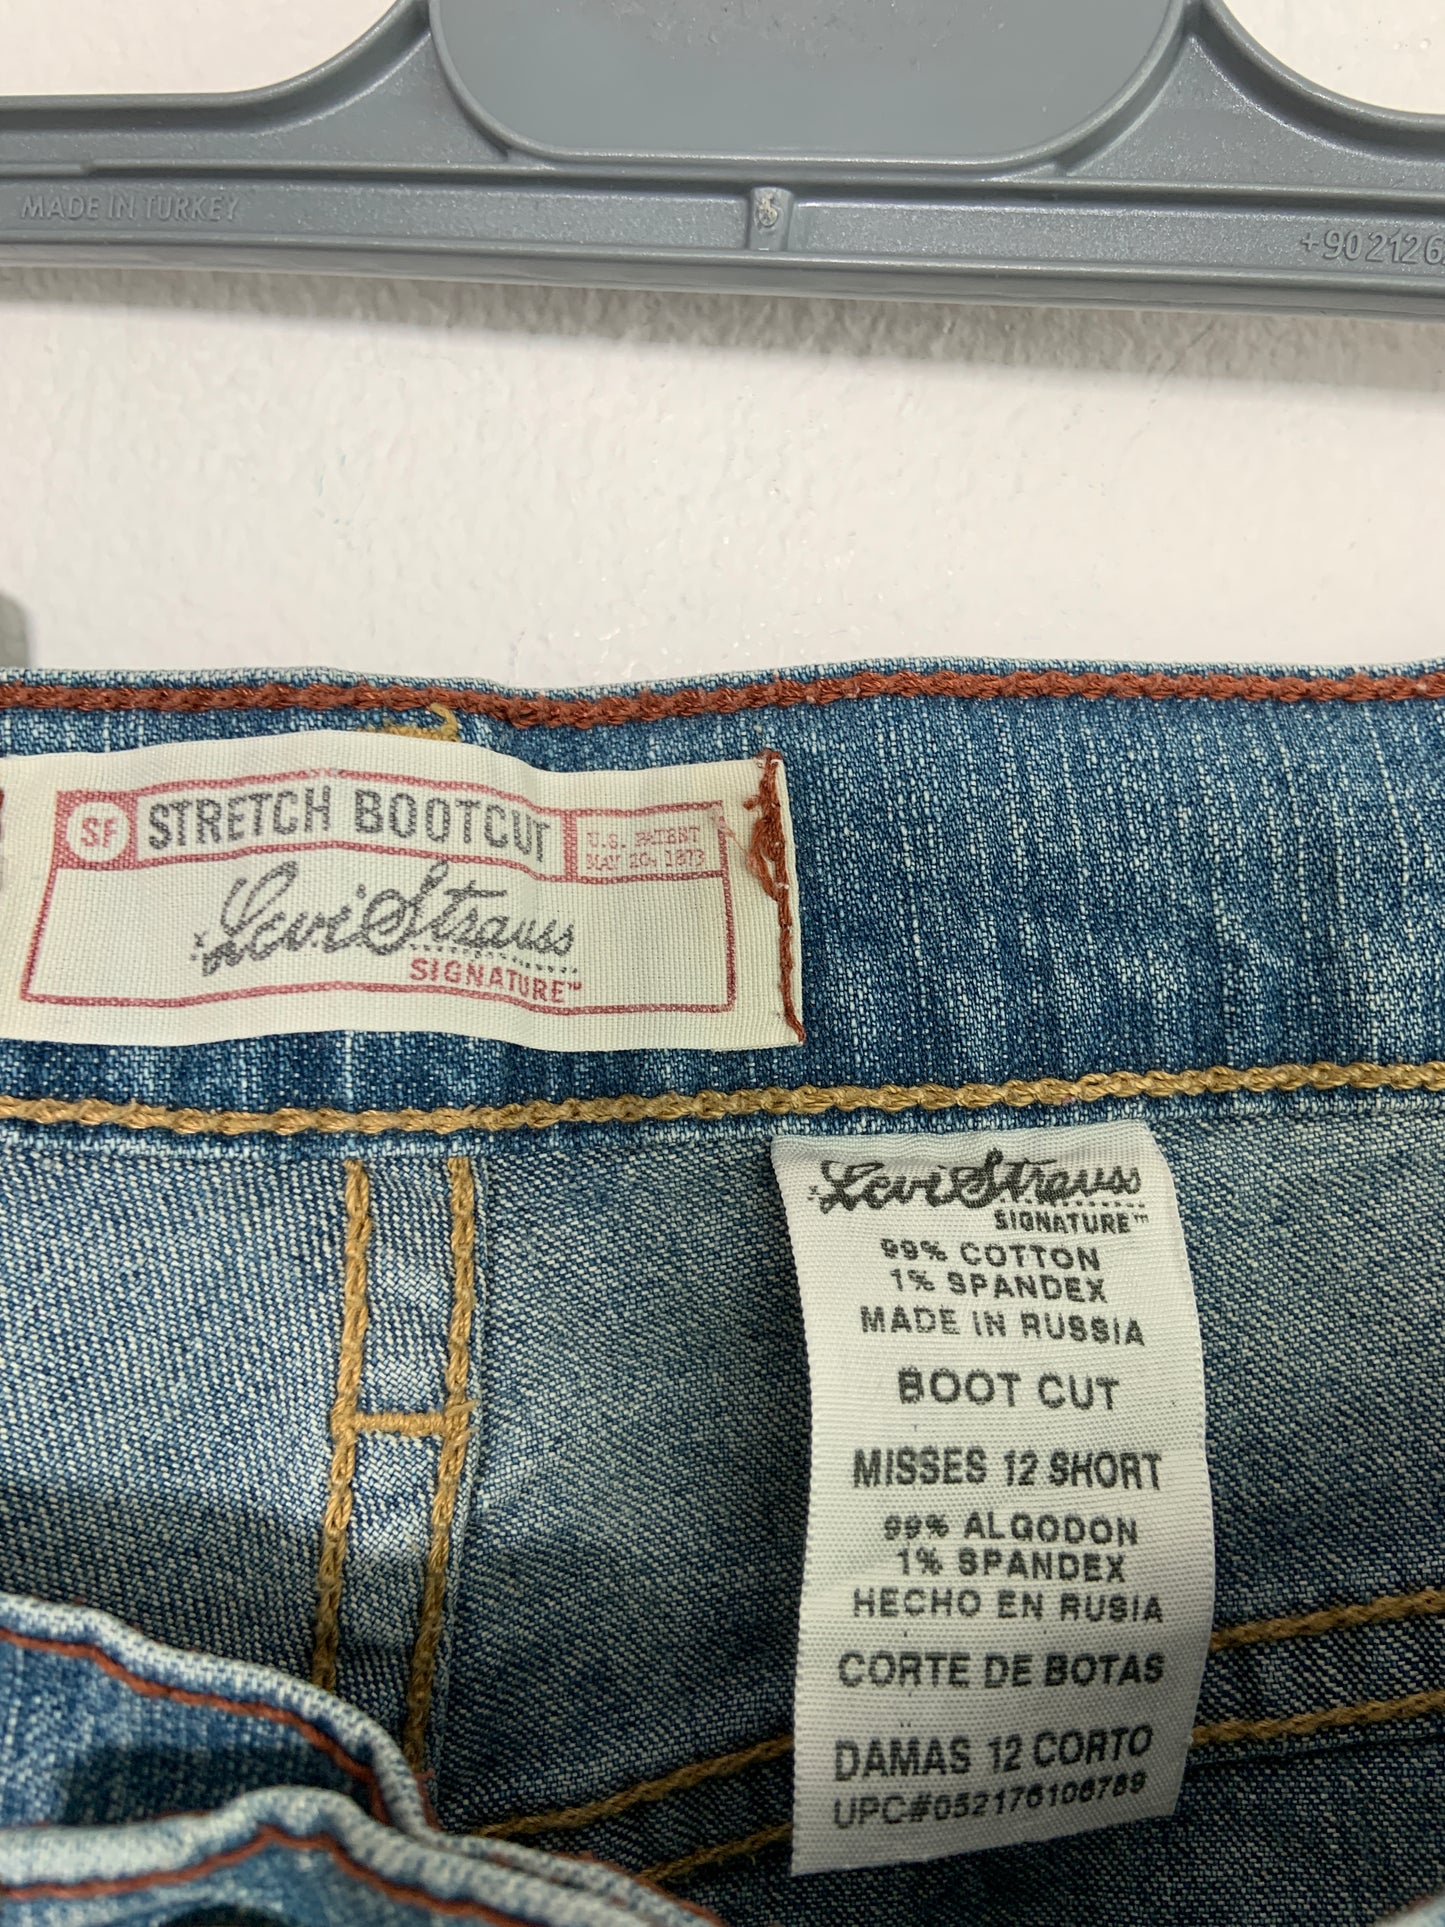 MADE IN TURKEY
+90 212 6
SF STRETCH BOOTCUT
U.S. PATENT
MAY 20, 1873
Levi Strauss
SIGNATURE™
Levi Strauss
SIGNATURE™
99% COTTON
1% SPANDEX
MADE IN RUSSIA
BOOT CUT
MISSES 12 SHORT
99% ALGODON
1% SPANDEX
HECHO EN RUSIA
CORTE DE BOTAS
DAMAS 12 CORTO
UPC#052176106789